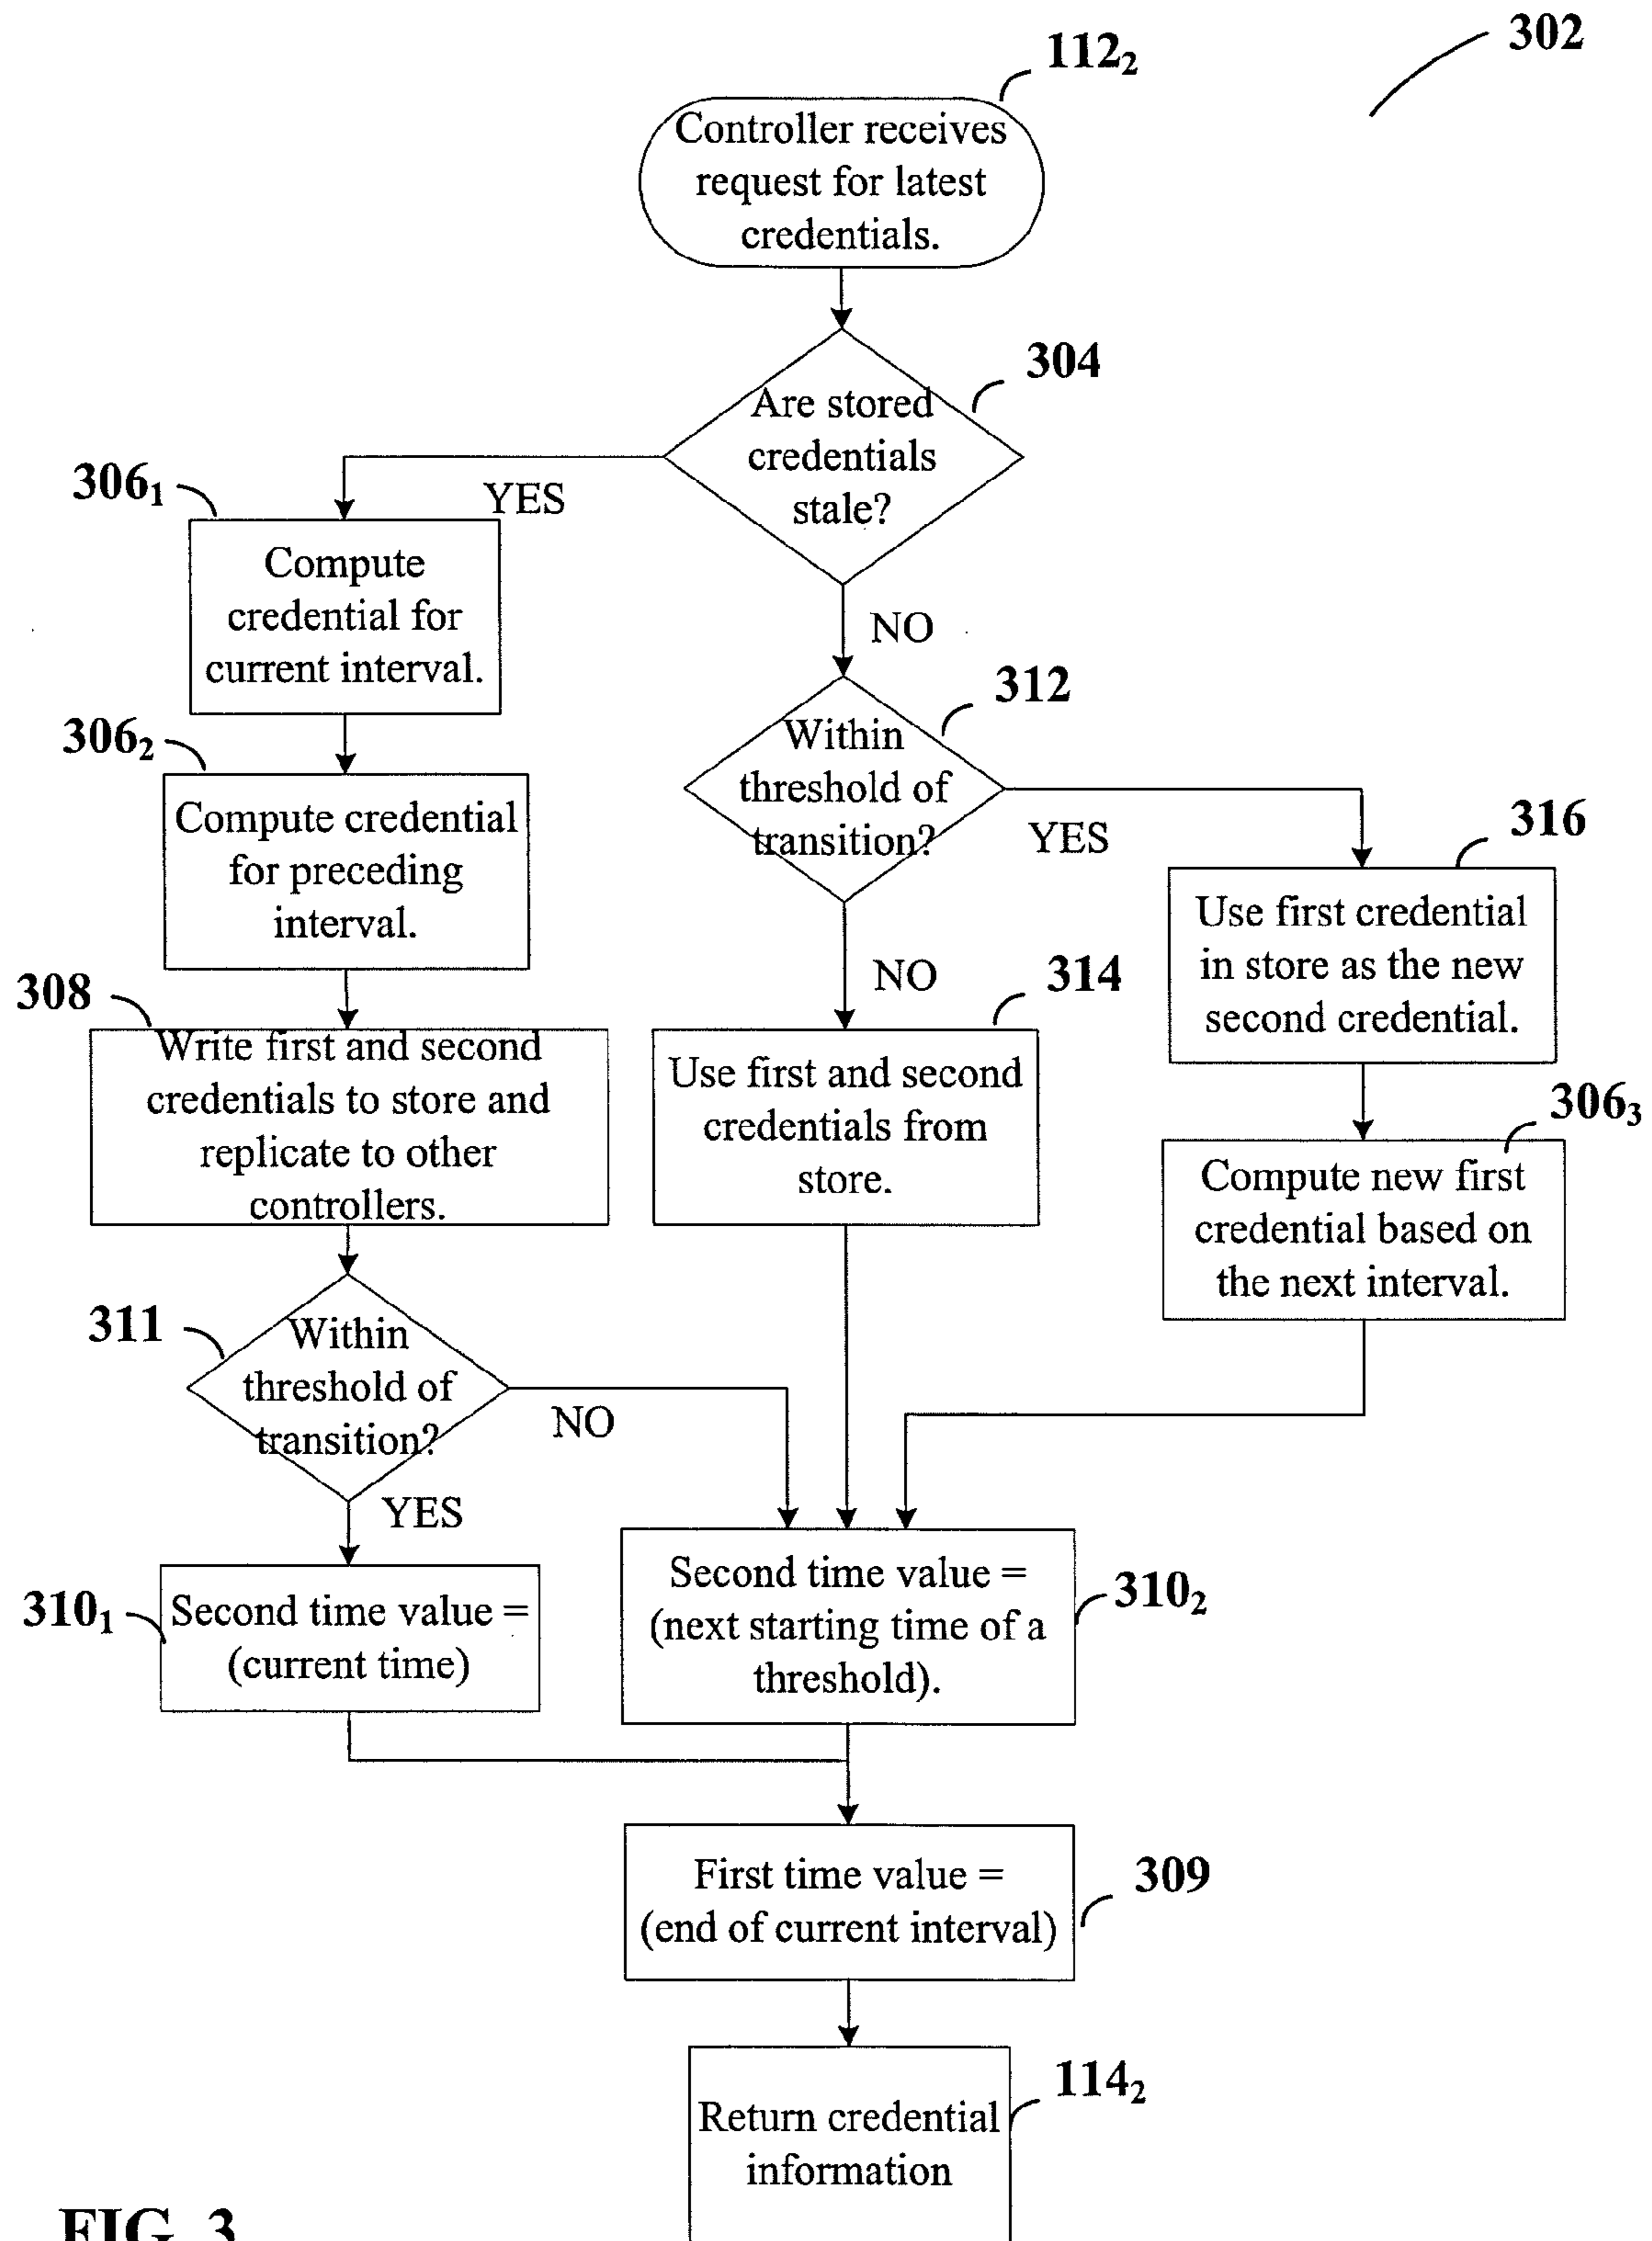 302
112₂
Controller receives
request for latest
credentials.
304
Are stored
credentials
stale?
YES
NO
306₁
Compute
credential for
current interval.
312
Within
threshold of
transition?
YES
NO
306₂
Compute credential
for preceding
interval.
316
Use first credential
in store as the new
second credential.
308
Write first and second
credentials to store and
replicate to other
controllers.
314
Use first and second
credentials from
store.
306₃
Compute new first
credential based on
the next interval.
311
Within
threshold of
transition?
NO
YES
310₁
Second time value =
(current time)
310₂
Second time value =
(next starting time of a
threshold).
309
First time value =
(end of current interval)
114₂
Return credential
information
FIG. 3